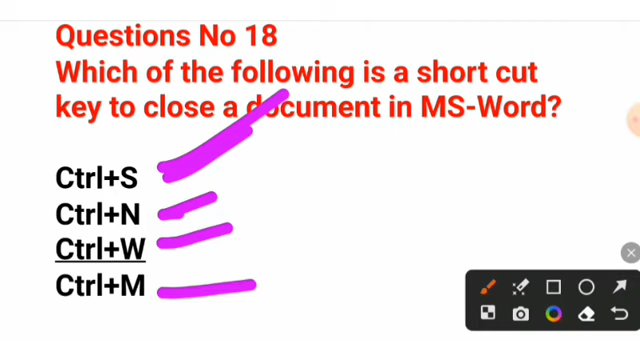 Questions No 18
Which of the following is a short cut
key to close a document in MS-Word?
Ctrl+S
Ctrl+N
Ctrl+W
Ctrl+M